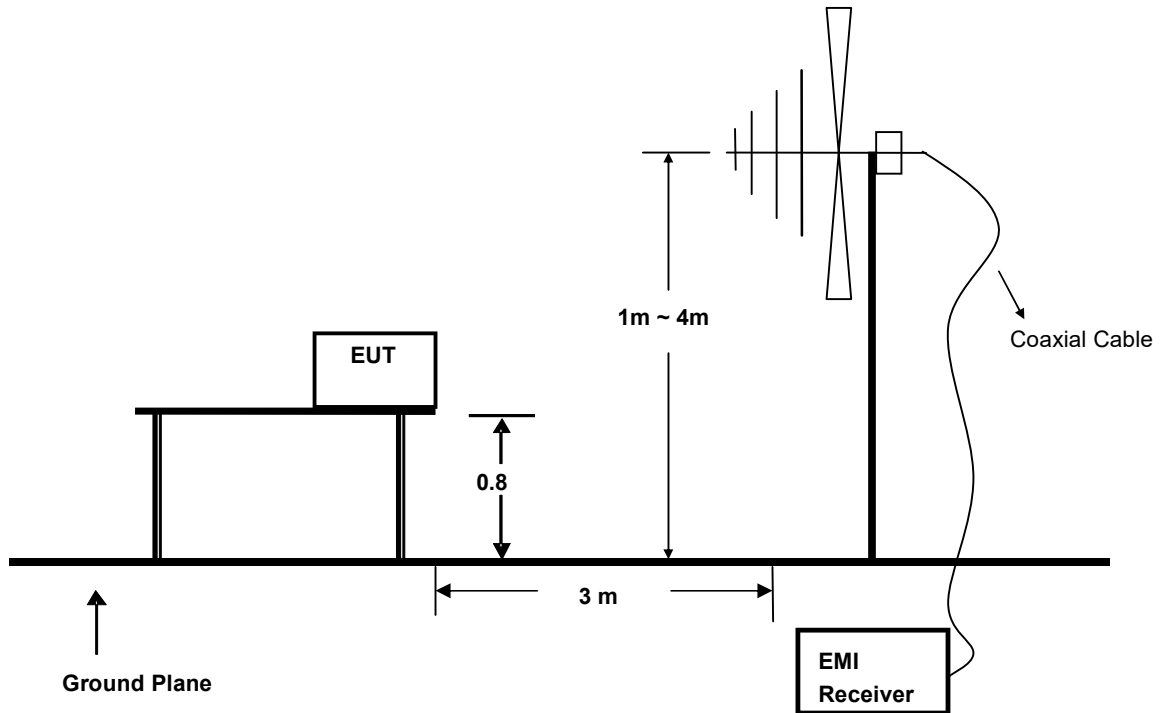 1m ~ 4m
Coaxial Cable
EUT
0.8
3 m
Ground Plane
EMI
Receiver